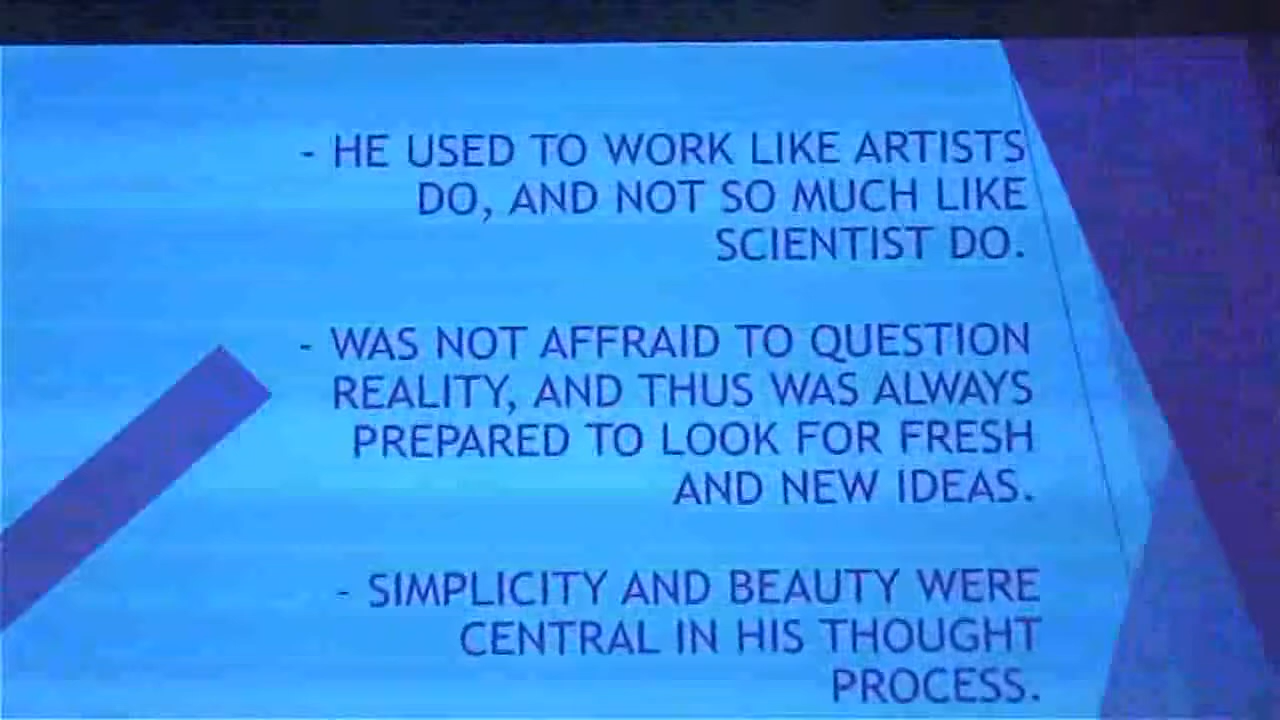 - HE USED TO WORK LIKE ARTISTS
DO, AND NOT SO MUCH LIKE
SCIENTIST DO.
- WAS NOT AFFRAID TO QUESTION
REALITY, AND THUS WAS ALWAYS
PREPARED TO LOOK FOR FRESH
AND NEW IDEAS.
- SIMPLICITY AND BEAUTY WERE
CENTRAL IN HIS THOUGHT
PROCESS.